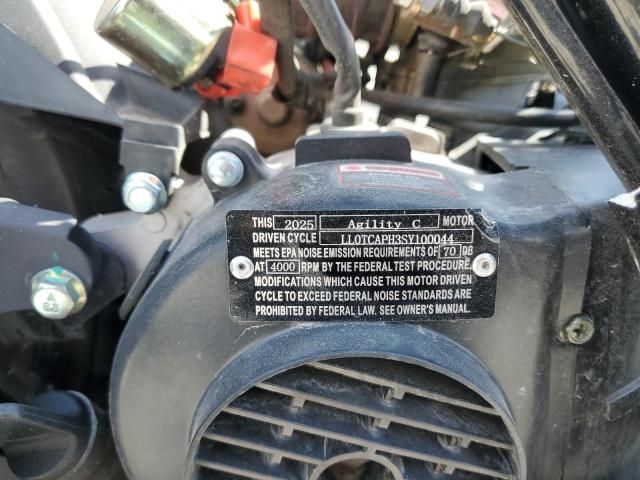 THIS 2025 Agility C MOTOR
DRIVEN CYCLE LL0TCAPH3SY100044
MEETS EPA NOISE EMISSION REQUIREMENTS OF 70 DB
AT 4000 RPM BY THE FEDERAL TEST PROCEDURE.
MODIFICATIONS WHICH CAUSE THIS MOTOR DRIVEN
CYCLE TO EXCEED FEDERAL NOISE STANDARDS ARE
PROHIBITED BY FEDERAL LAW. SEE OWNER'S MANUAL.
8.8